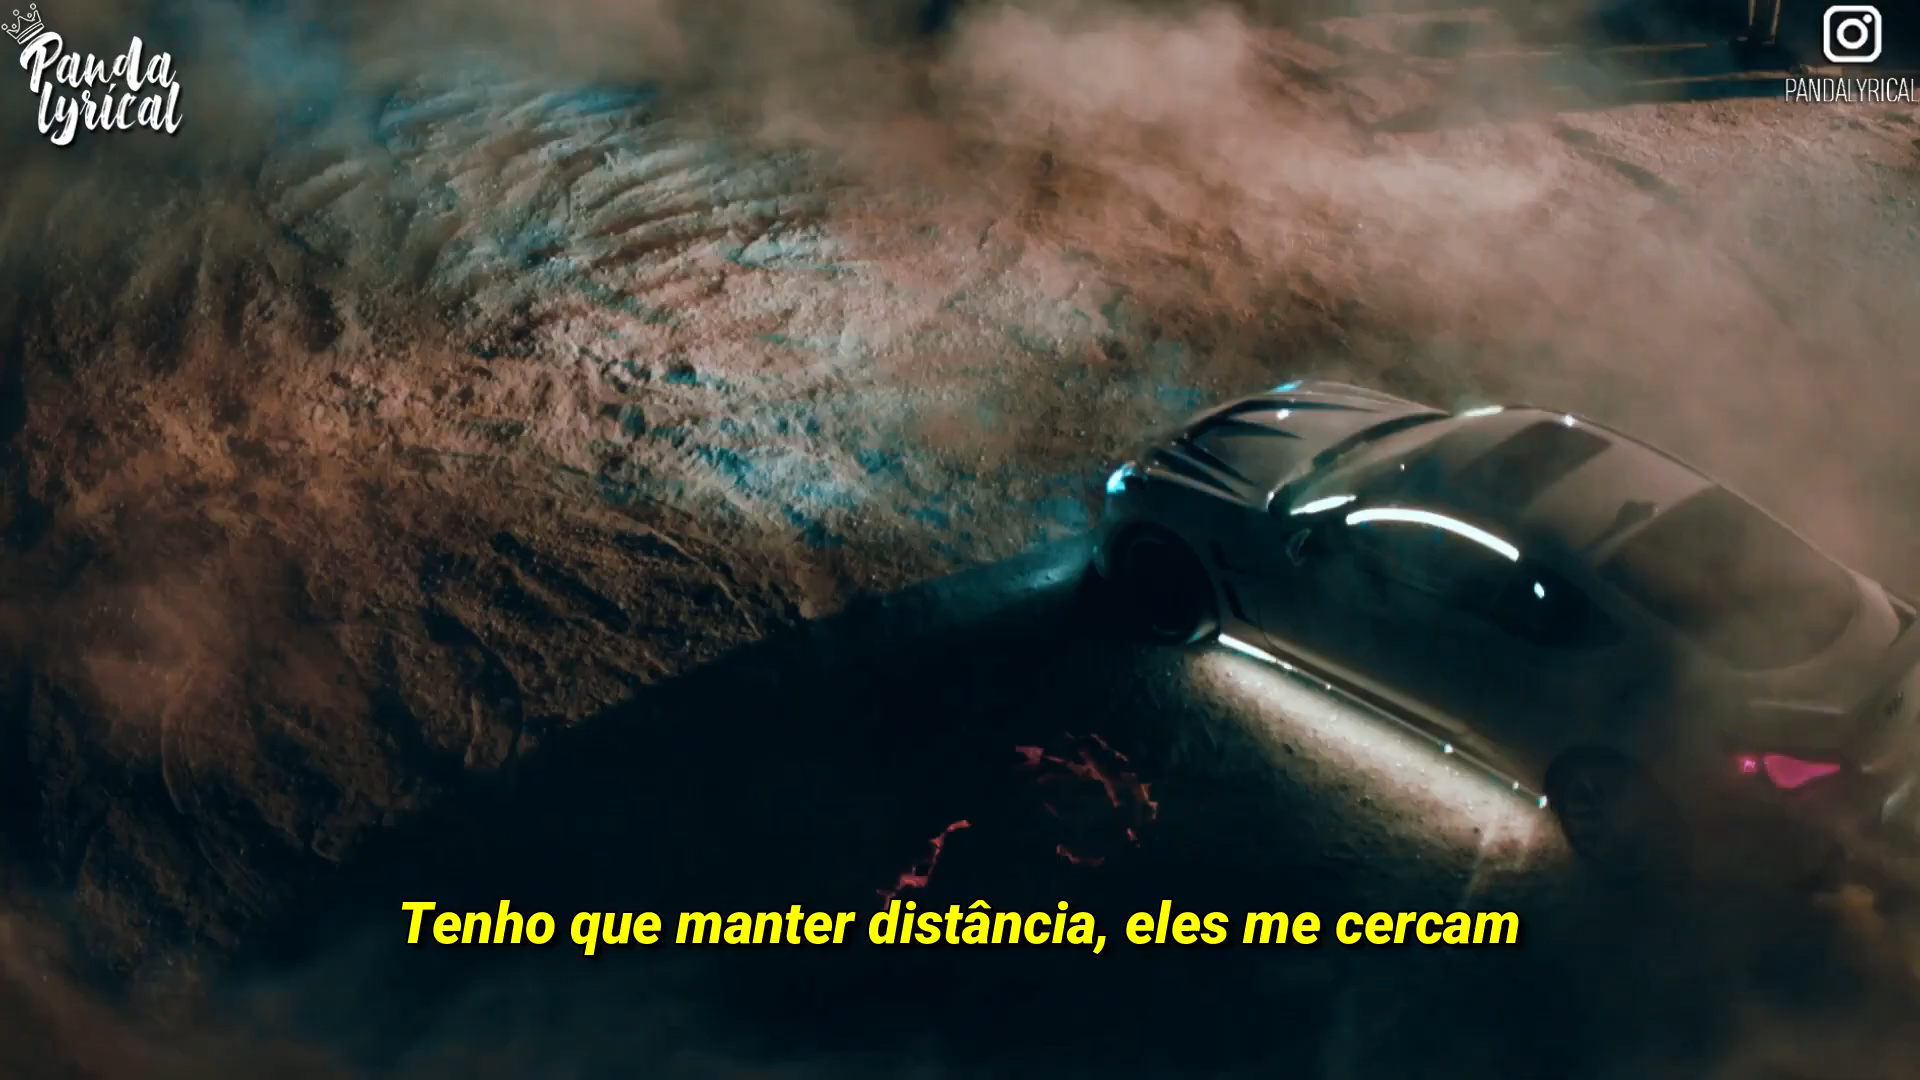 Panda
lyrical
PANDALYRICAL
Tenho que manter distância, eles me cercam